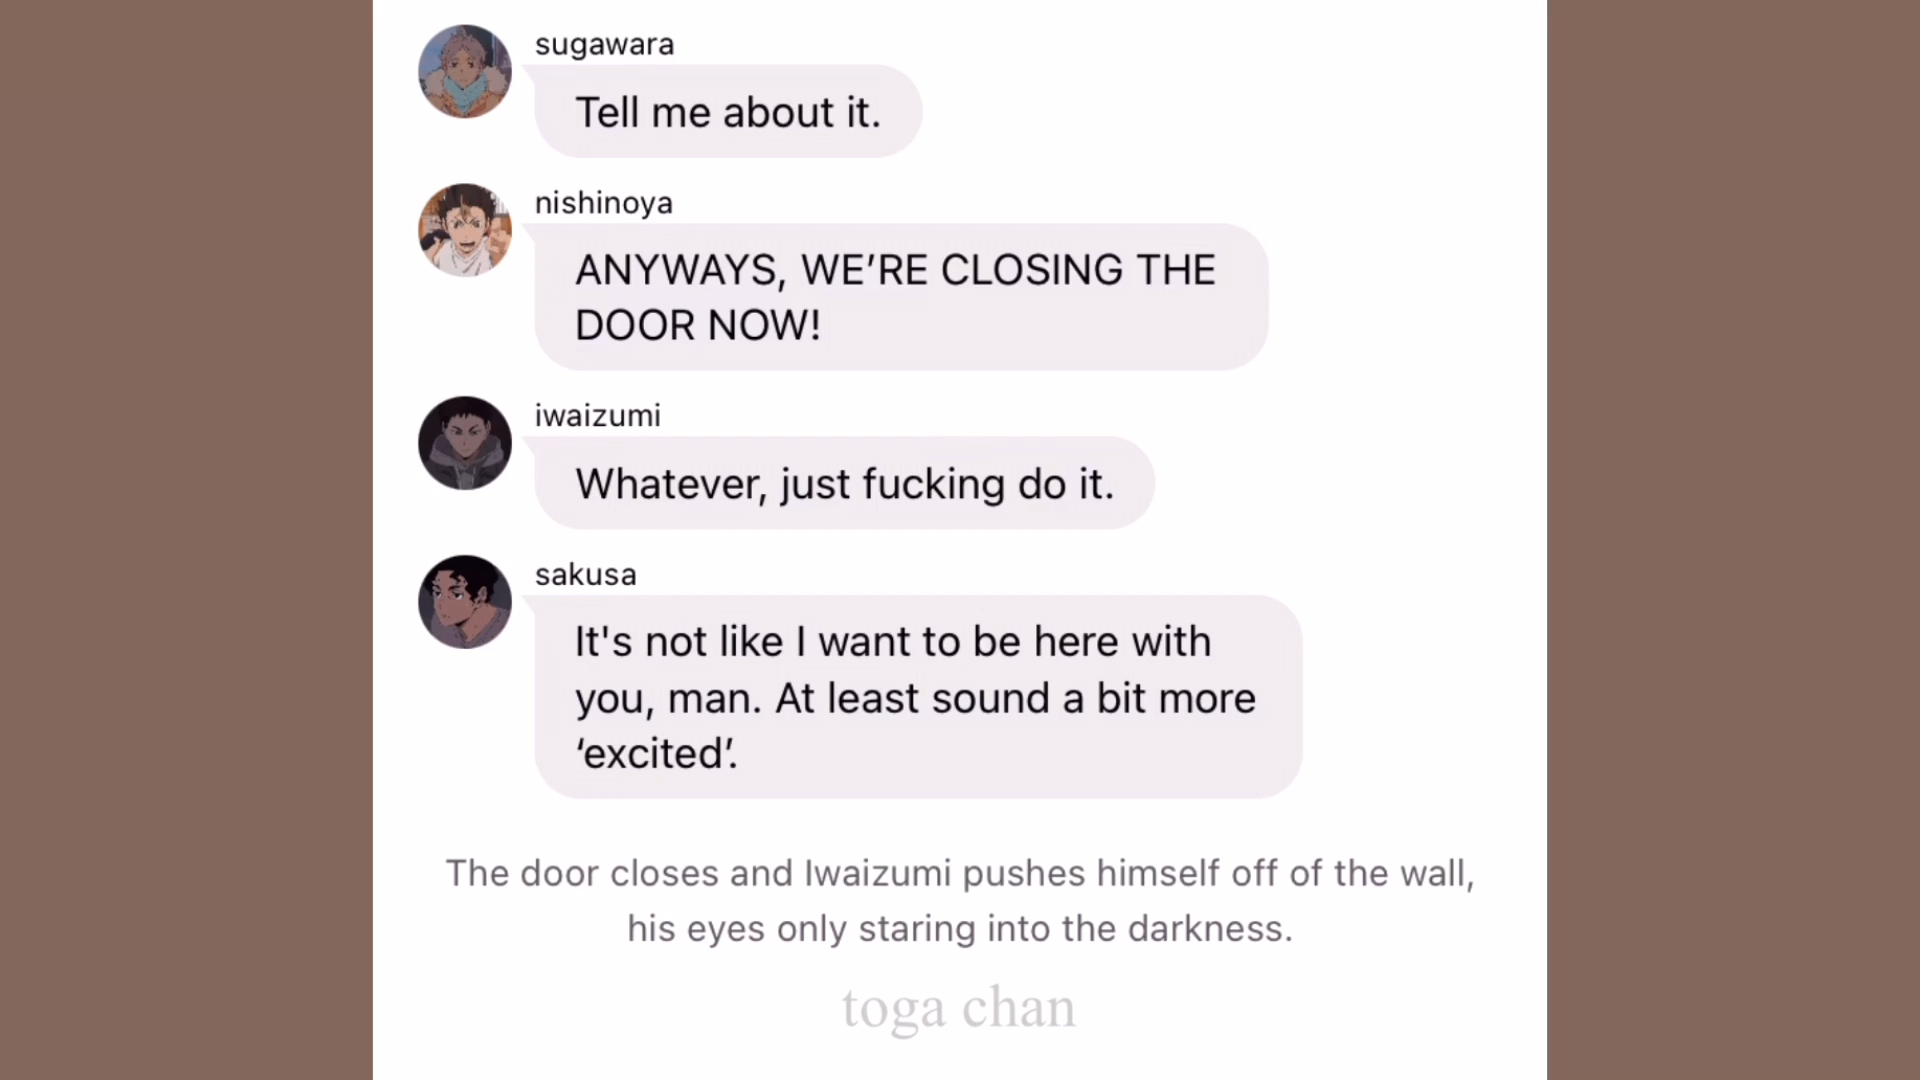 sugawara
Tell me about it.
nishinoya
ANYWAYS, WE’RE CLOSING THE
DOOR NOW!
iwaizumi
Whatever, just fucking do it.
sakusa
It's not like I want to be here with
you, man. At least sound a bit more
‘excited’.
The door closes and Iwaizumi pushes himself off of the wall,
his eyes only staring into the darkness.
toga chan